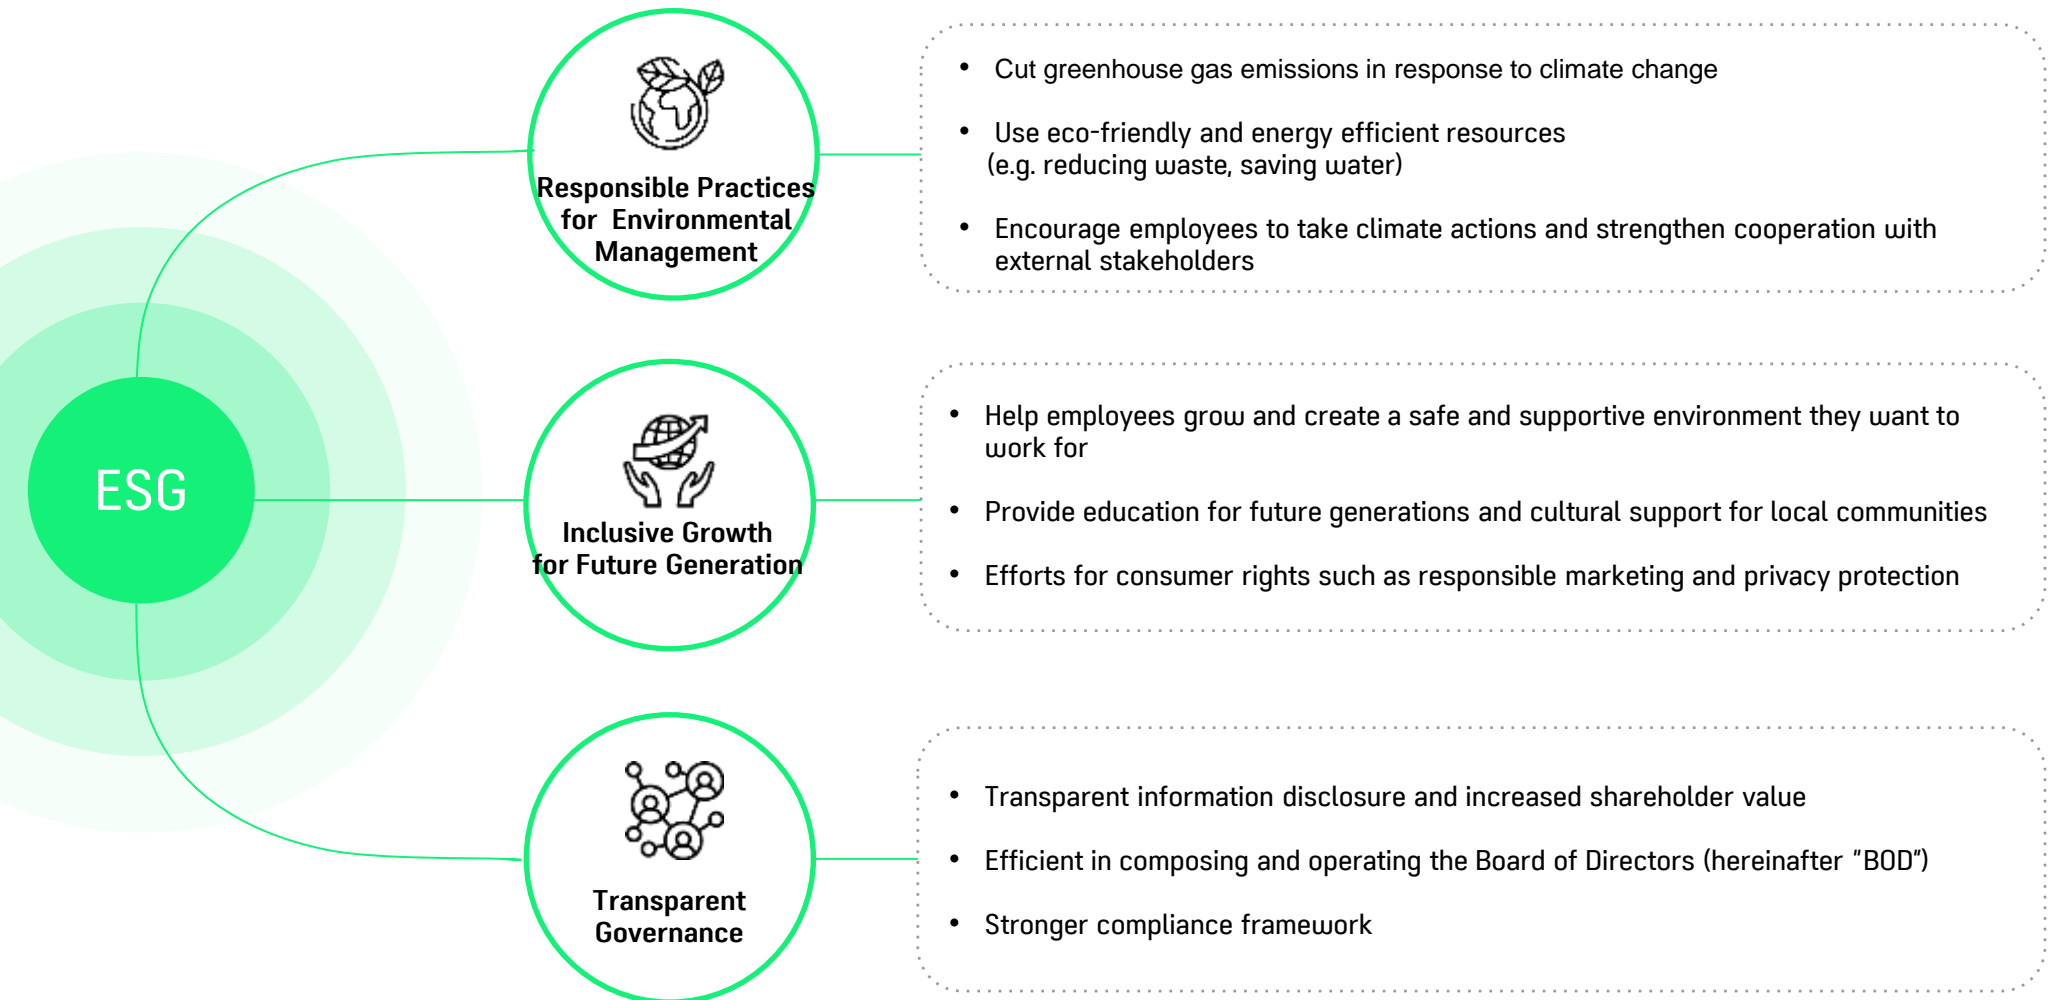 ESG
Responsible Practices
for Environmental
Management
• Cut greenhouse gas emissions in response to climate change
• Use eco-friendly and energy efficient resources
(e.g. reducing waste, saving water)
• Encourage employees to take climate actions and strengthen cooperation with
external stakeholders
Inclusive Growth
for Future Generation
• Help employees grow and create a safe and supportive environment they want to
work for
• Provide education for future generations and cultural support for local communities
• Efforts for consumer rights such as responsible marketing and privacy protection
Transparent
Governance
• Transparent information disclosure and increased shareholder value
• Efficient in composing and operating the Board of Directors (hereinafter "BOD")
• Stronger compliance framework